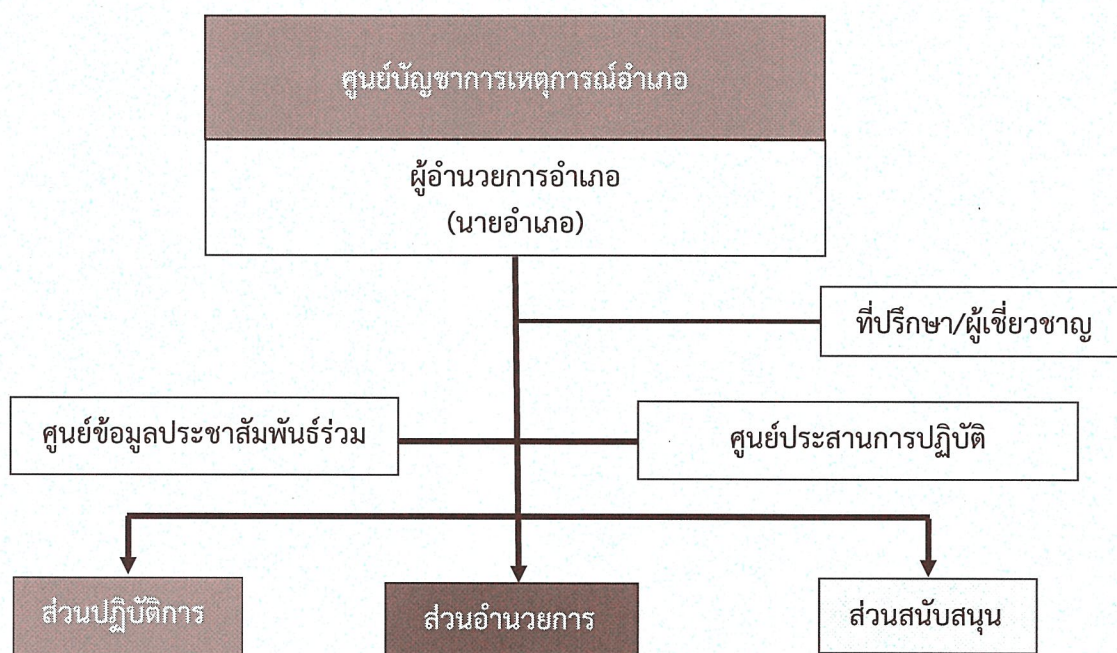 ศูนย์บัญชาการเหตุการณ์อำเภอ
ผู้อำนวยการอำเภอ
(นายอำเภอ)
ที่ปรึกษา/ผู้เชี่ยวชาญ
ศูนย์ข้อมูลประชาสัมพันธ์ร่วม
ศูนย์ประสานการปฏิบัติ
ส่วนปฏิบัติการ
ส่วนอำนวยการ
ส่วนสนับสนุน